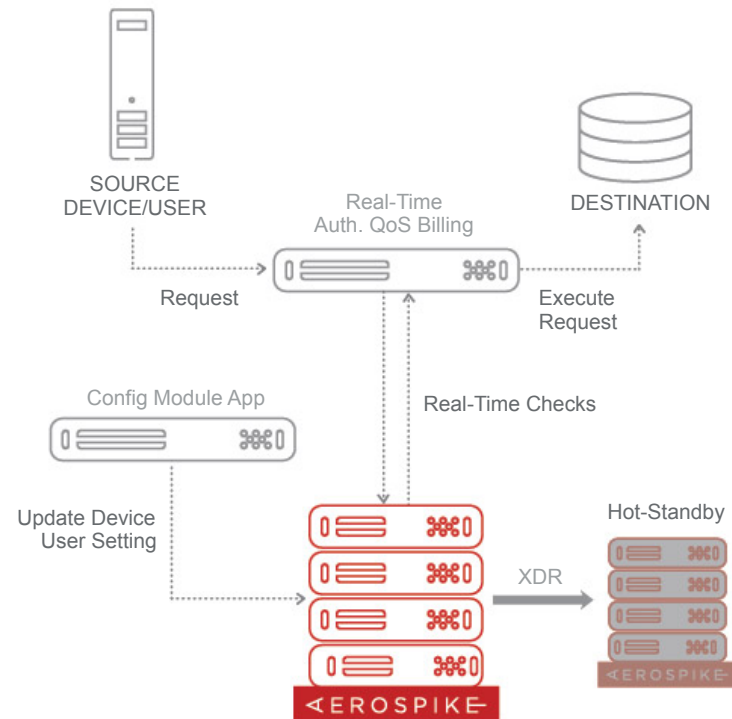 SOURCE
DEVICE/USER
Real-Time
Auth. QoS Billing
DESTINATION
Request
Execute
Request
Config Module App
Real-Time Checks
Update Device
User Setting
Hot-Standby
XDR
AEROSPIKE
AEROSPIKE